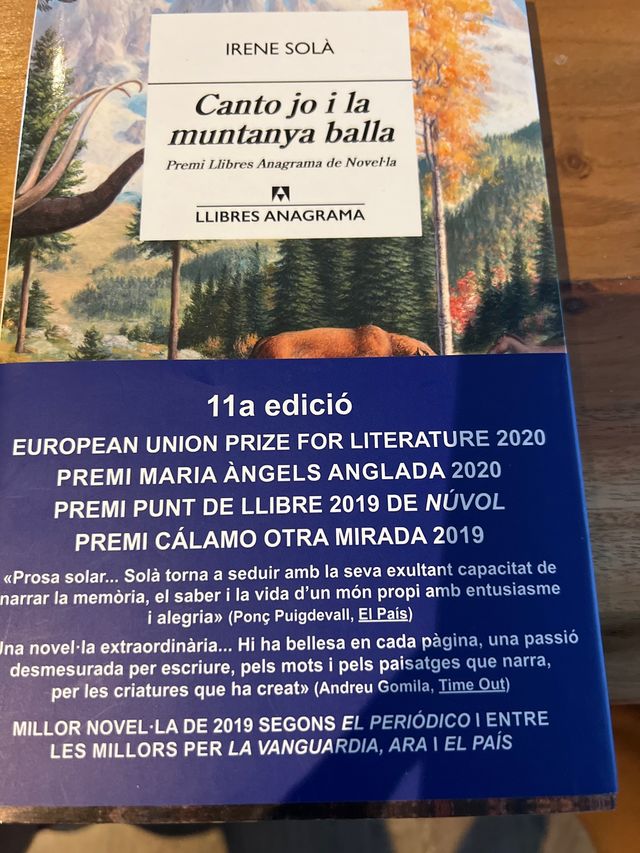 IRENE SOLÀ
Canto jo i la
muntanya balla
Premi Llibres Anagrama de Novel·la
LLIBRES ANAGRAMA
11a edició
EUROPEAN UNION PRIZE FOR LITERATURE 2020
PREMI MARIA ÀNGELS ANGLADA 2020
PREMI PUNT DE LLIBRE 2019 DE NÚVOL
PREMI CÁLAMO OTRA MIRADA 2019
«Prosa solar... Solà torna a seduir amb la seva exultant capacitat de
narrar la memòria, el saber i la vida d'un món propi amb entusiasme
i alegria» (Ponç Puigdevall, El País)
Una novel·la extraordinària... Hi ha bellesa en cada pàgina, una passió
desmesurada per escriure, pels mots i pels paisatges que narra,
per les criatures que ha creat» (Andreu Gomila, Time Out)
MILLOR NOVEL·LA DE 2019 SEGONS EL PERIÓDICO I ENTRE
LES MILLORS PER LA VANGUARDIA, ARA I EL PAÍS